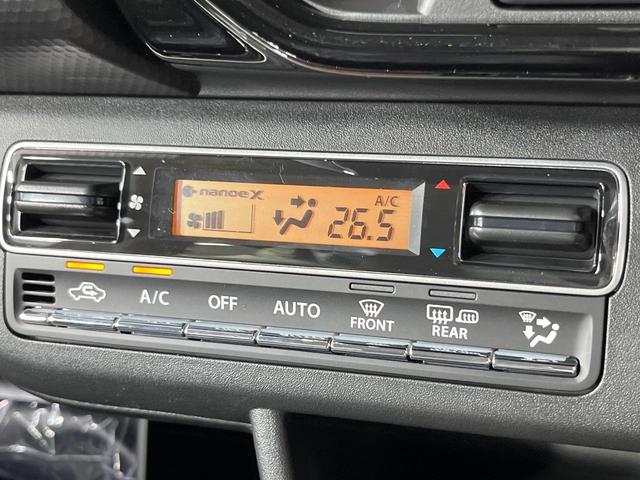 nanoeX
A/C
26.5
A/C OFF AUTO FRONT REAR